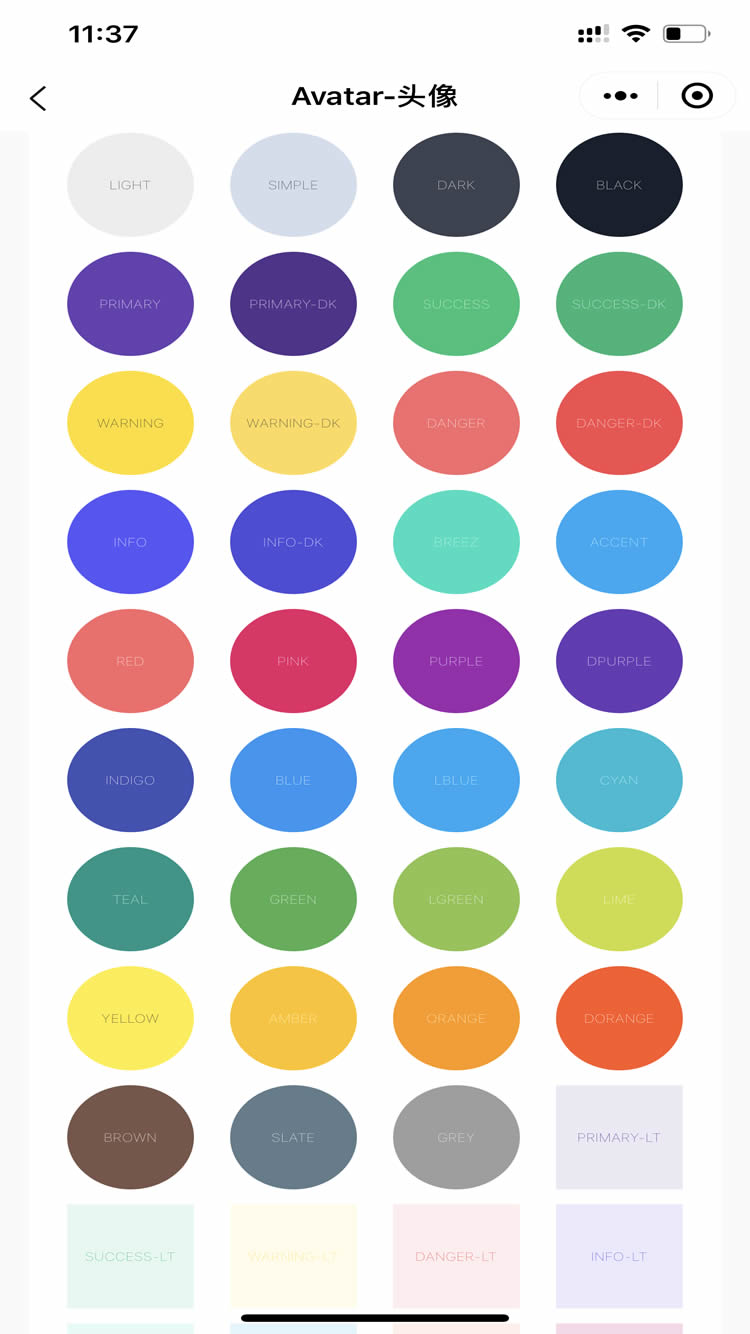 11:37
Avatar-头像
LIGHT SIMPLE DARK BLACK
PRIMARY PRIMARY-DK SUCCESS SUCCESS-DK
WARNING WARNING-DK DANGER DANGER-DK
INFO INFO-DK BREEZ ACCENT
RED PINK PURPLE DPURPLE
INDIGO BLUE LBLUE CYAN
TEAL GREEN LGREEN LIME
YELLOW AMBER ORANGE DORANGE
BROWN SLATE GREY PRIMARY-LT
SUCCESS-LT WARNING-LT DANGER-LT INFO-LT